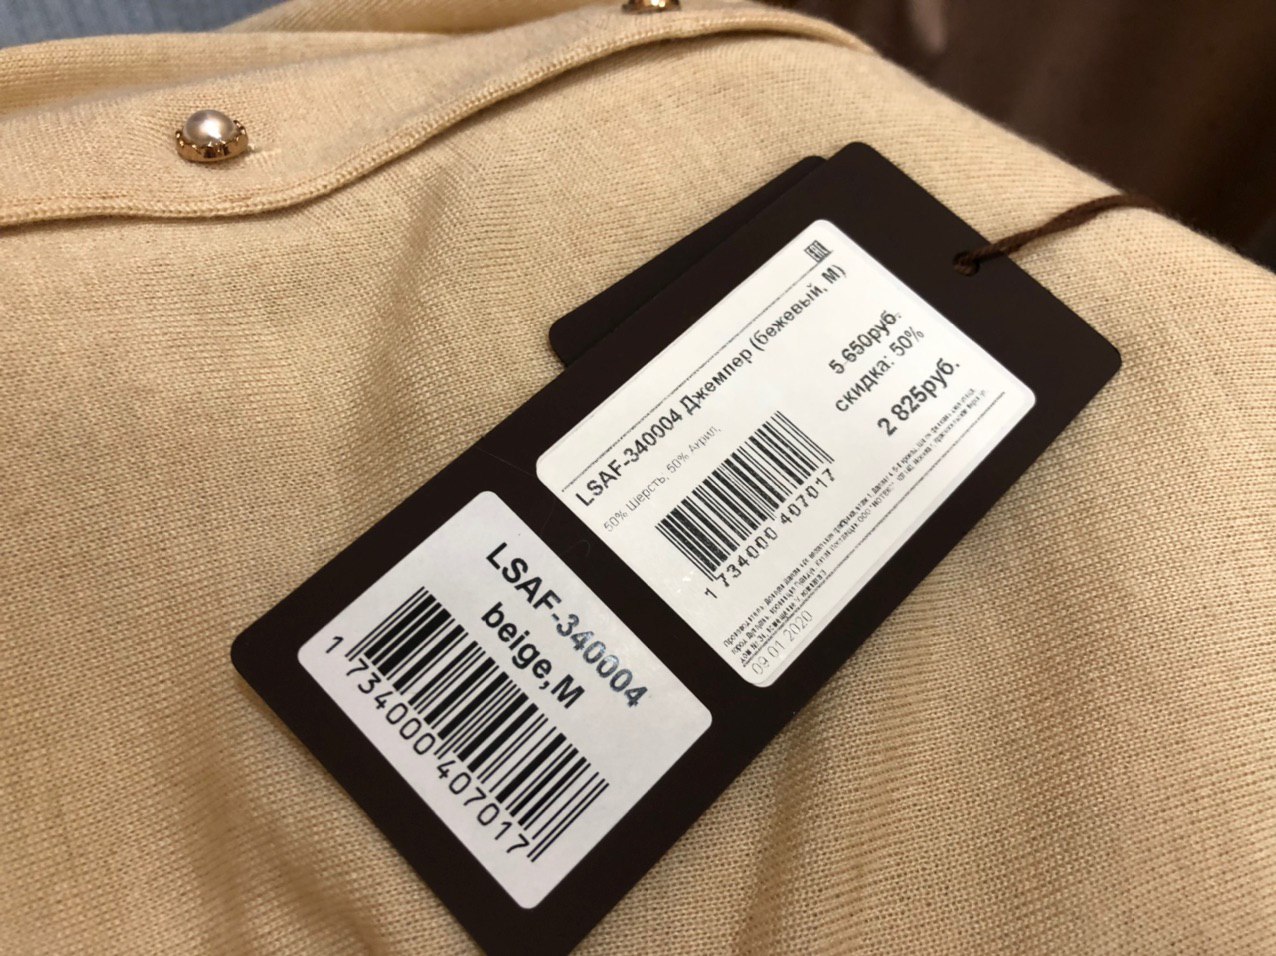 LSAF-340004 Джемпер (бежевый, М)
50% Шерсть, 50% Акрил,
5 650руб.
скидка: 50%
2 825руб.
1 734000 407017
09 01 2020
LSAF-340004
beige,M
1 734000 407017